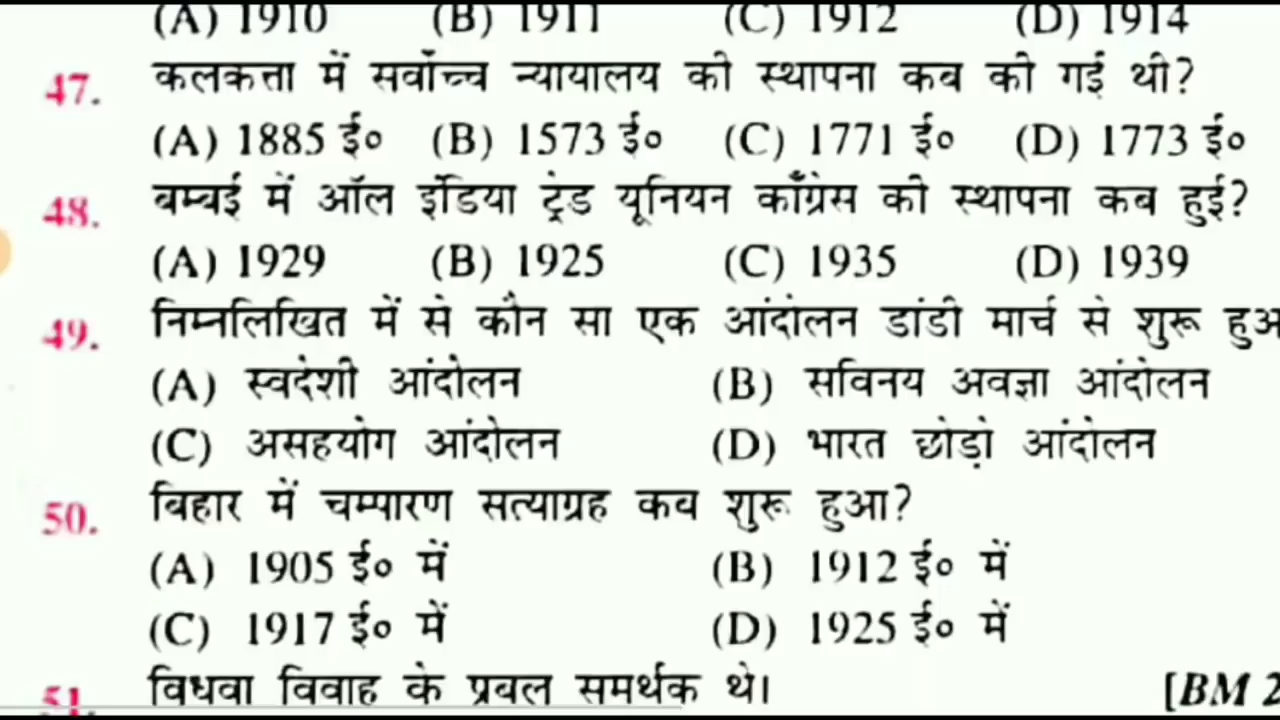 (A) 1910 (B) 1911 (C) 1912 (D) 1914
47. कलकत्ता में सर्वोच्च न्यायालय की स्थापना कब की गई थी?
(A) 1885 ई० (B) 1573 ई० (C) 1771 ई० (D) 1773 ई०
48. बम्बई में ऑल इंडिया ट्रेड यूनियन काँग्रेस की स्थापना कब हुई?
(A) 1929 (B) 1925 (C) 1935 (D) 1939
49. निम्नलिखित में से कौन सा एक आंदोलन डांडी मार्च से शुरू हुअ
(A) स्वदेशी आंदोलन (B) सविनय अवज्ञा आंदोलन
(C) असहयोग आंदोलन (D) भारत छोड़ो आंदोलन
50. बिहार में चम्पारण सत्याग्रह कब शुरू हुआ?
(A) 1905 ई० में (B) 1912 ई० में
(C) 1917 ई० में (D) 1925 ई० में
51. विधवा विवाह के प्रबल समर्थक थे। [BM 2